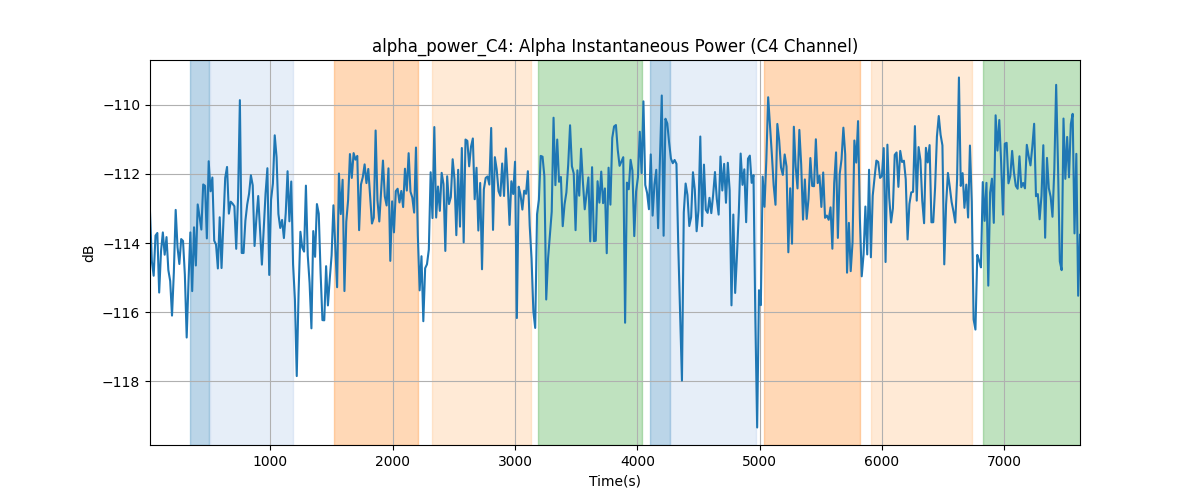 alpha_power_C4: Alpha Instantaneous Power (C4 Channel)
−110
−112
−114
−116
−118
dB
1000 2000 3000 4000 5000 6000 7000
Time(s)